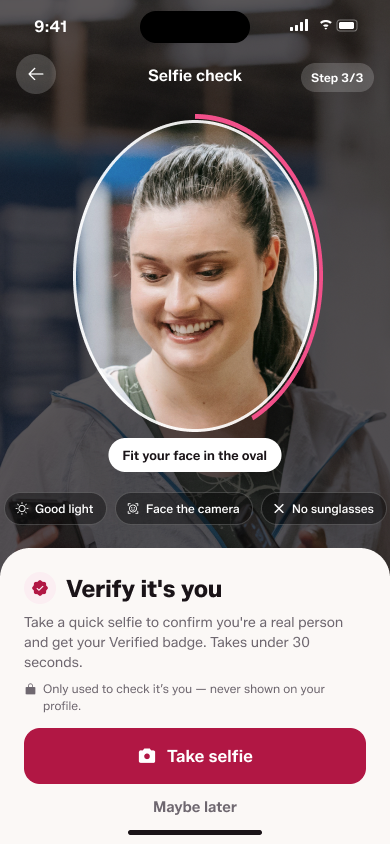 9:41
Selfie check
Step 3/3
Fit your face in the oval
Good light
Face the camera
No sunglasses
Verify it's you
Take a quick selfie to confirm you're a real person
and get your Verified badge. Takes under 30
seconds.
Only used to check it’s you — never shown on your
profile.
Take selfie
Maybe later